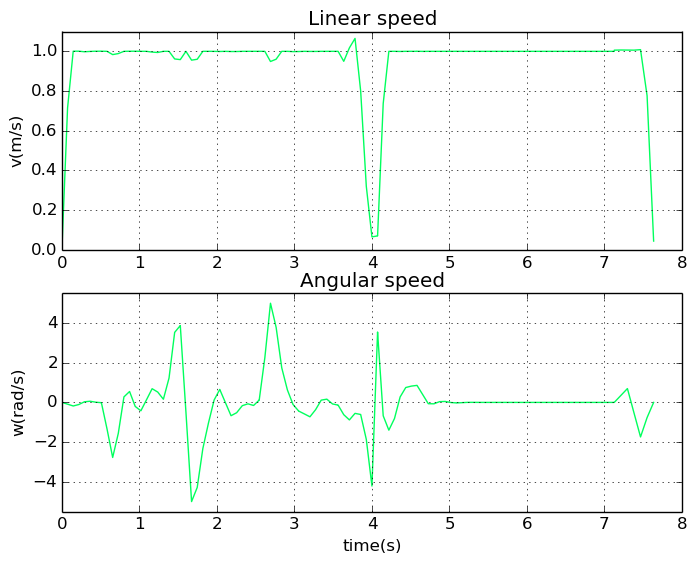 Linear speed
v(m/s)
1.0
0.8
0.6
0.4
0.2
0.0
0 1 2 3 4 5 6 7 8
Angular speed
w(rad/s)
4
2
0
−2
−4
0 1 2 3 4 5 6 7 8
time(s)